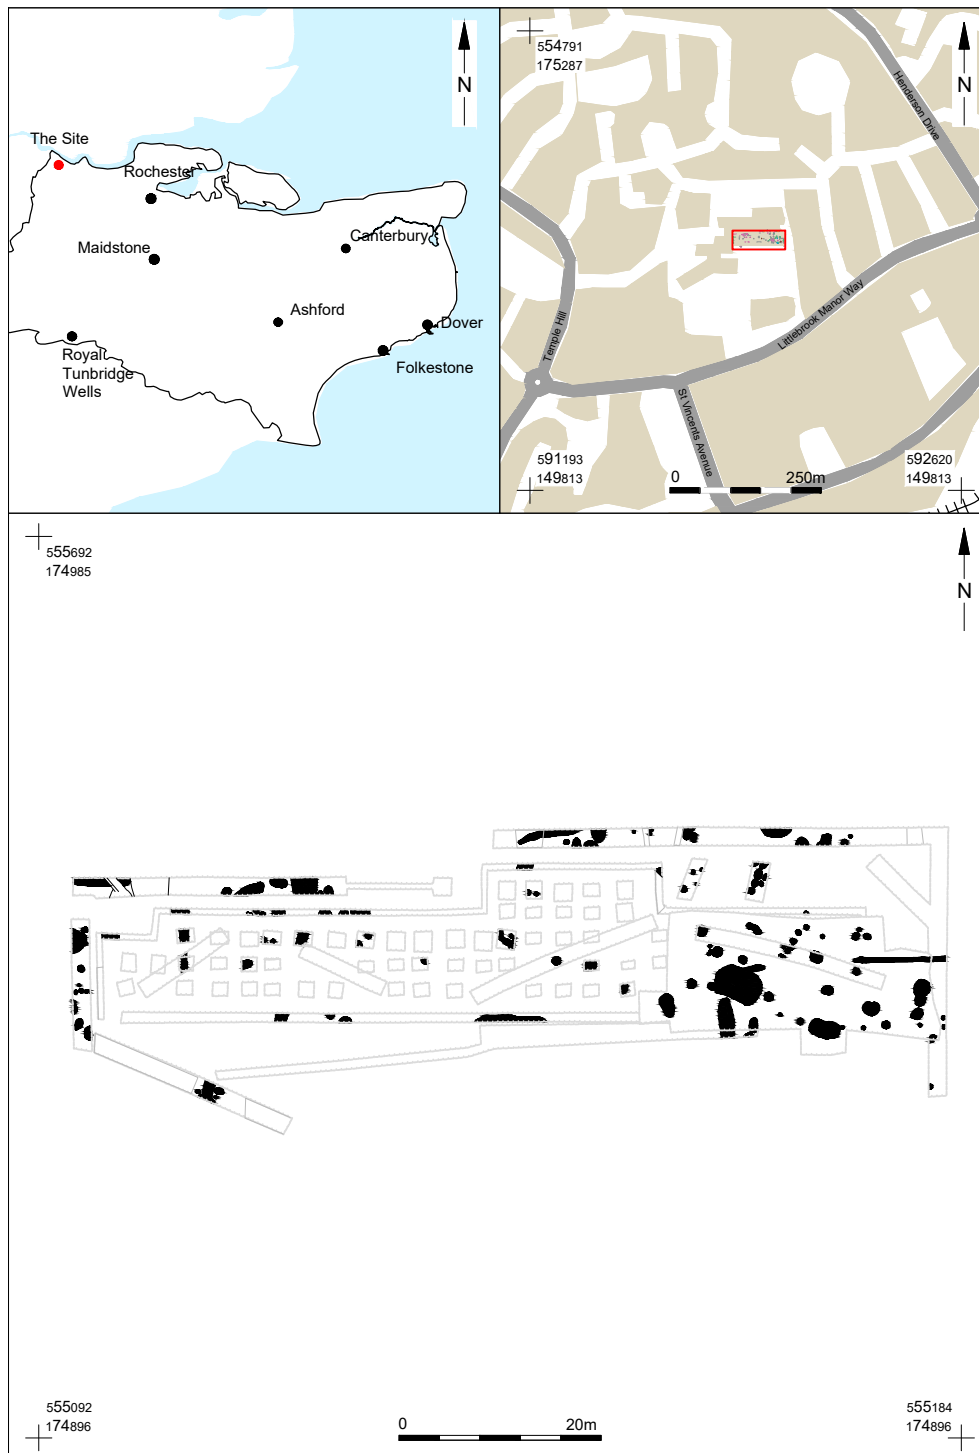 The Site
Rochester
Maidstone
Canterbury
Ashford
Dover
Folkestone
Royal
Tunbridge
Wells
N
554791
175287
N
Henderson Drive
Temple Hill
Littlebrook Manor Way
St Vincents Avenue
591193
149813
0 250m
592620
149813
555692
174985
N
555092
174896
0 20m
555184
174896